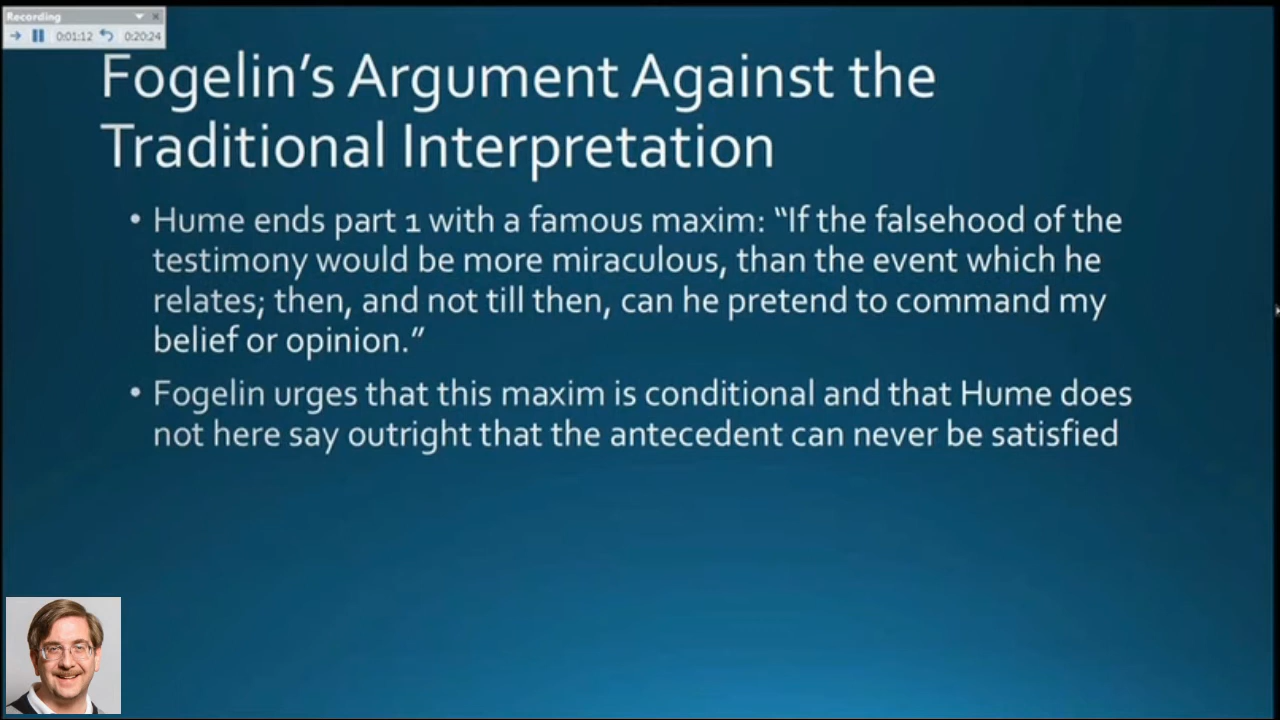 Recording
0:01:12 0:20:24
Fogelin’s Argument Against the
Traditional Interpretation
• Hume ends part 1 with a famous maxim: “If the falsehood of the
testimony would be more miraculous, than the event which he
relates; then, and not till then, can he pretend to command my
belief or opinion.”
• Fogelin urges that this maxim is conditional and that Hume does
not here say outright that the antecedent can never be satisfied